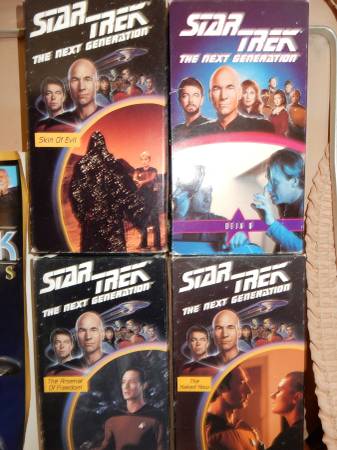 STAR TREK
THE NEXT GENERATION
Skin Of Evil
STAR TREK
THE NEXT GENERATION
DEJA Q
K
S
STAR TREK
THE NEXT GENERATION
The Arsenal
Of Freedom
STAR TREK
THE NEXT GENERATION
The
Naked Now